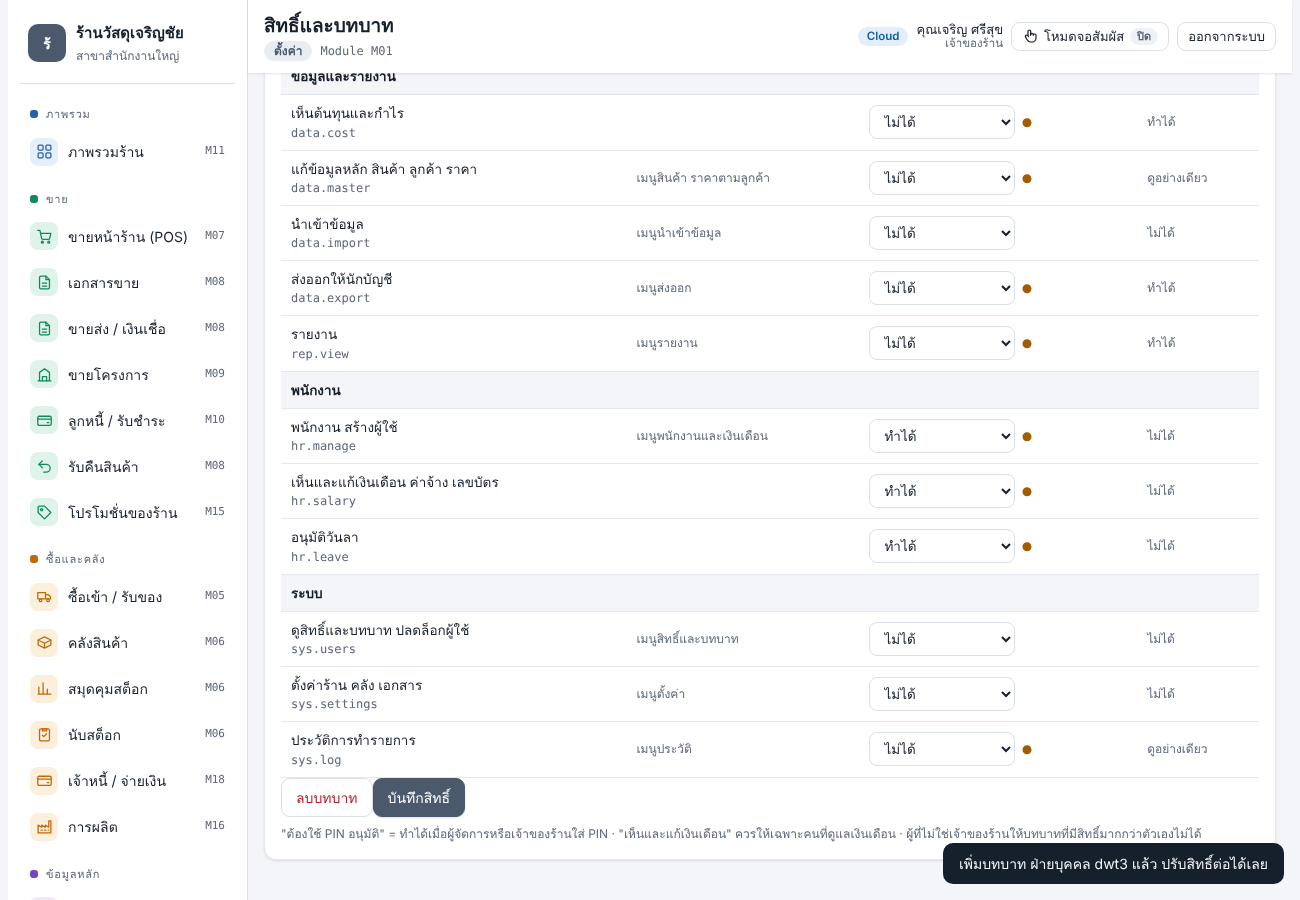 รั
ร้านวัสดุเจริญชัย
สาขาสำนักงานใหญ่
ภาพรวม
ภาพรวมร้าน M11
ขาย
ขายหน้าร้าน (POS) M07
เอกสารขาย M08
ขายส่ง / เงินเชื่อ M08
ขายโครงการ M09
ลูกหนี้ / รับชำระ M10
รับคืนสินค้า M08
โปรโมชั่นของร้าน M15
ซื้อและคลัง
ซื้อเข้า / รับของ M05
คลังสินค้า M06
สมุดคุมสต็อก M06
นับสต็อก M06
เจ้าหนี้ / จ่ายเงิน M18
การผลิต M16
ข้อมูลหลัก
สิทธิ์และบทบาท
ตั้งค่า Module M01
Cloud
คุณเจริญ ศรีสุข
เจ้าของร้าน
โหมดจอสัมผัส ปิด
ออกจากระบบ
ข้อมูลและรายงาน
เห็นต้นทุนและกำไร
data.cost
ไม่ได้
ทำได้
แก้ข้อมูลหลัก สินค้า ลูกค้า ราคา
data.master
เมนูสินค้า ราคาตามลูกค้า
ไม่ได้
ดูอย่างเดียว
นำเข้าข้อมูล
data.import
เมนูนำเข้าข้อมูล
ไม่ได้
ไม่ได้
ส่งออกให้นักบัญชี
data.export
เมนูส่งออก
ไม่ได้
ทำได้
รายงาน
rep.view
เมนูรายงาน
ไม่ได้
ทำได้
พนักงาน
พนักงาน สร้างผู้ใช้
hr.manage
เมนูพนักงานและเงินเดือน
ทำได้
ไม่ได้
เห็นและแก้เงินเดือน ค่าจ้าง เลขบัตร
hr.salary
ทำได้
ไม่ได้
อนุมัติวันลา
hr.leave
ทำได้
ไม่ได้
ระบบ
ดูสิทธิ์และบทบาท ปลดล็อกผู้ใช้
sys.users
เมนูสิทธิ์และบทบาท
ไม่ได้
ไม่ได้
ตั้งค่าร้าน คลัง เอกสาร
sys.settings
เมนูตั้งค่า
ไม่ได้
ไม่ได้
ประวัติการทำรายการ
sys.log
เมนูประวัติ
ไม่ได้
ดูอย่างเดียว
ลบบทบาท
บันทึกสิทธิ์
"ต้องใช้ PIN อนุมัติ" = ทำได้เมื่อผู้จัดการหรือเจ้าของร้านใส่ PIN · "เห็นและแก้เงินเดือน" ควรให้เฉพาะคนที่ดูแลเงินเดือน · ผู้ที่ไม่ใช่เจ้าของร้านให้บทบาทที่มีสิทธิ์มากกว่าตัวเองไม่ได้
เพิ่มบทบาท ฝ่ายบุคคล dwt3 แล้ว ปรับสิทธิ์ต่อได้เลย